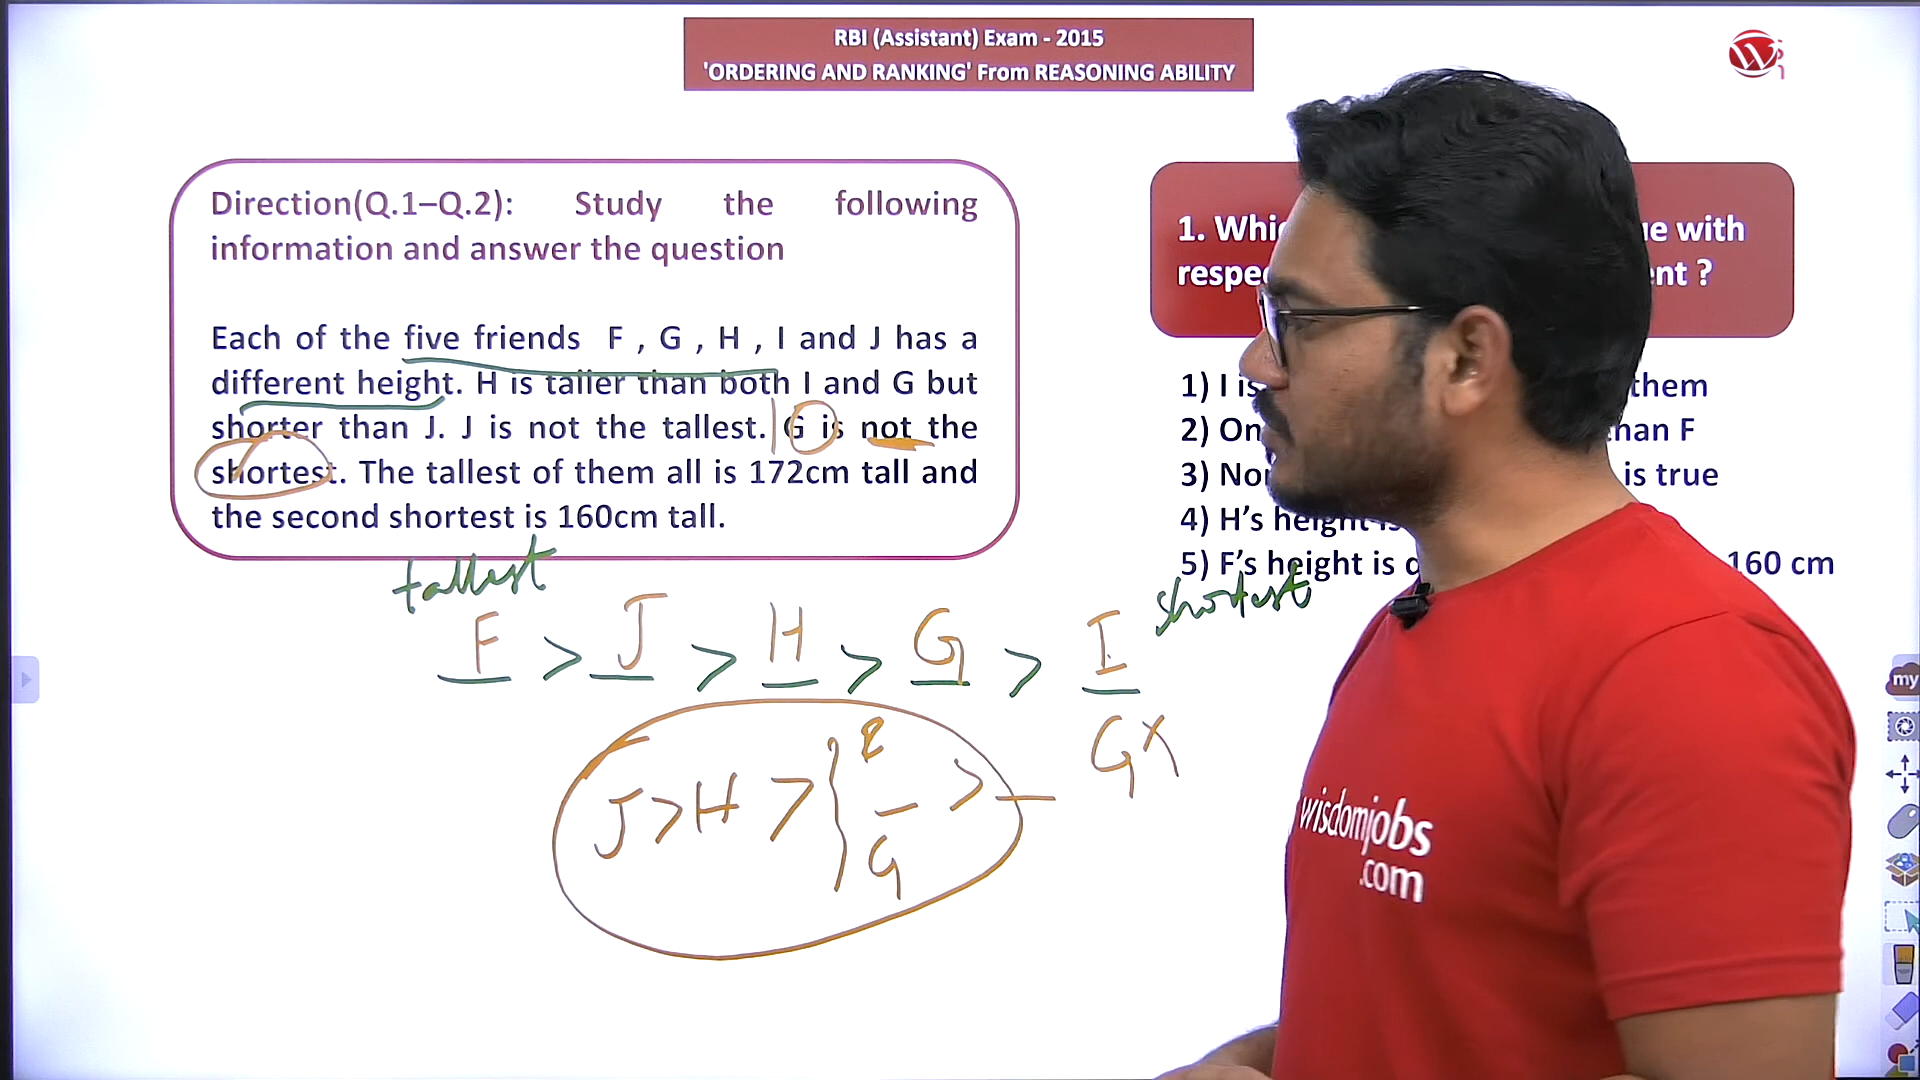 RBI (Assistant) Exam - 2015
'ORDERING AND RANKING' From REASONING ABILITY
Direction(Q.1–Q.2): Study the following
information and answer the question
Each of the five friends F , G , H , I and J has a
different height. H is taller than both I and G but
shorter than J. J is not the tallest. G is not the
shortest. The tallest of them all is 172cm tall and
the second shortest is 160cm tall.
1. Whi ue with
respe nt ?
1) I is them
2) On han F
3) No is true
4) H's height is
5) F's height is 160 cm
tallest
shortest
F > J > H > G > I
G x
J > H >
G
>
my
wisdomjobs
.com